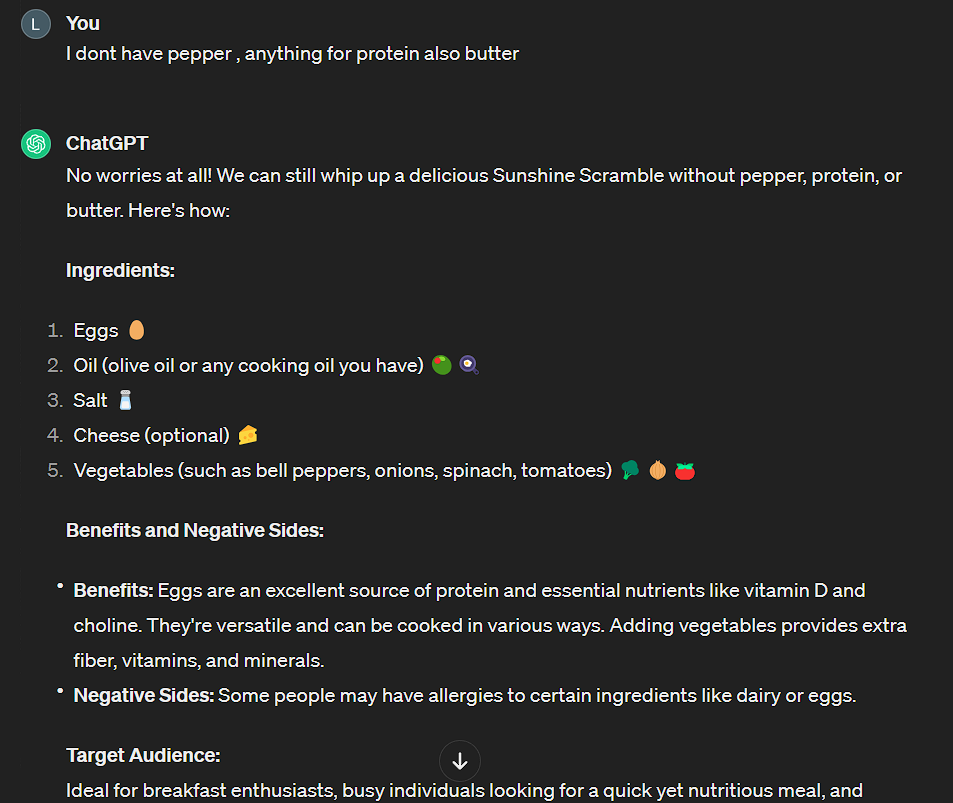 L
You
I dont have pepper , anything for protein also butter
ChatGPT
No worries at all! We can still whip up a delicious Sunshine Scramble without pepper, protein, or
butter. Here's how:
Ingredients:
1. Eggs 🥚
2. Oil (olive oil or any cooking oil you have) 🫒 🍳
3. Salt 🧂
4. Cheese (optional) 🧀
5. Vegetables (such as bell peppers, onions, spinach, tomatoes) 🥦 🧅 🍅
Benefits and Negative Sides:
• Benefits: Eggs are an excellent source of protein and essential nutrients like vitamin D and
choline. They're versatile and can be cooked in various ways. Adding vegetables provides extra
fiber, vitamins, and minerals.
• Negative Sides: Some people may have allergies to certain ingredients like dairy or eggs.
Target Audience:
Ideal for breakfast enthusiasts, busy individuals looking for a quick yet nutritious meal, and